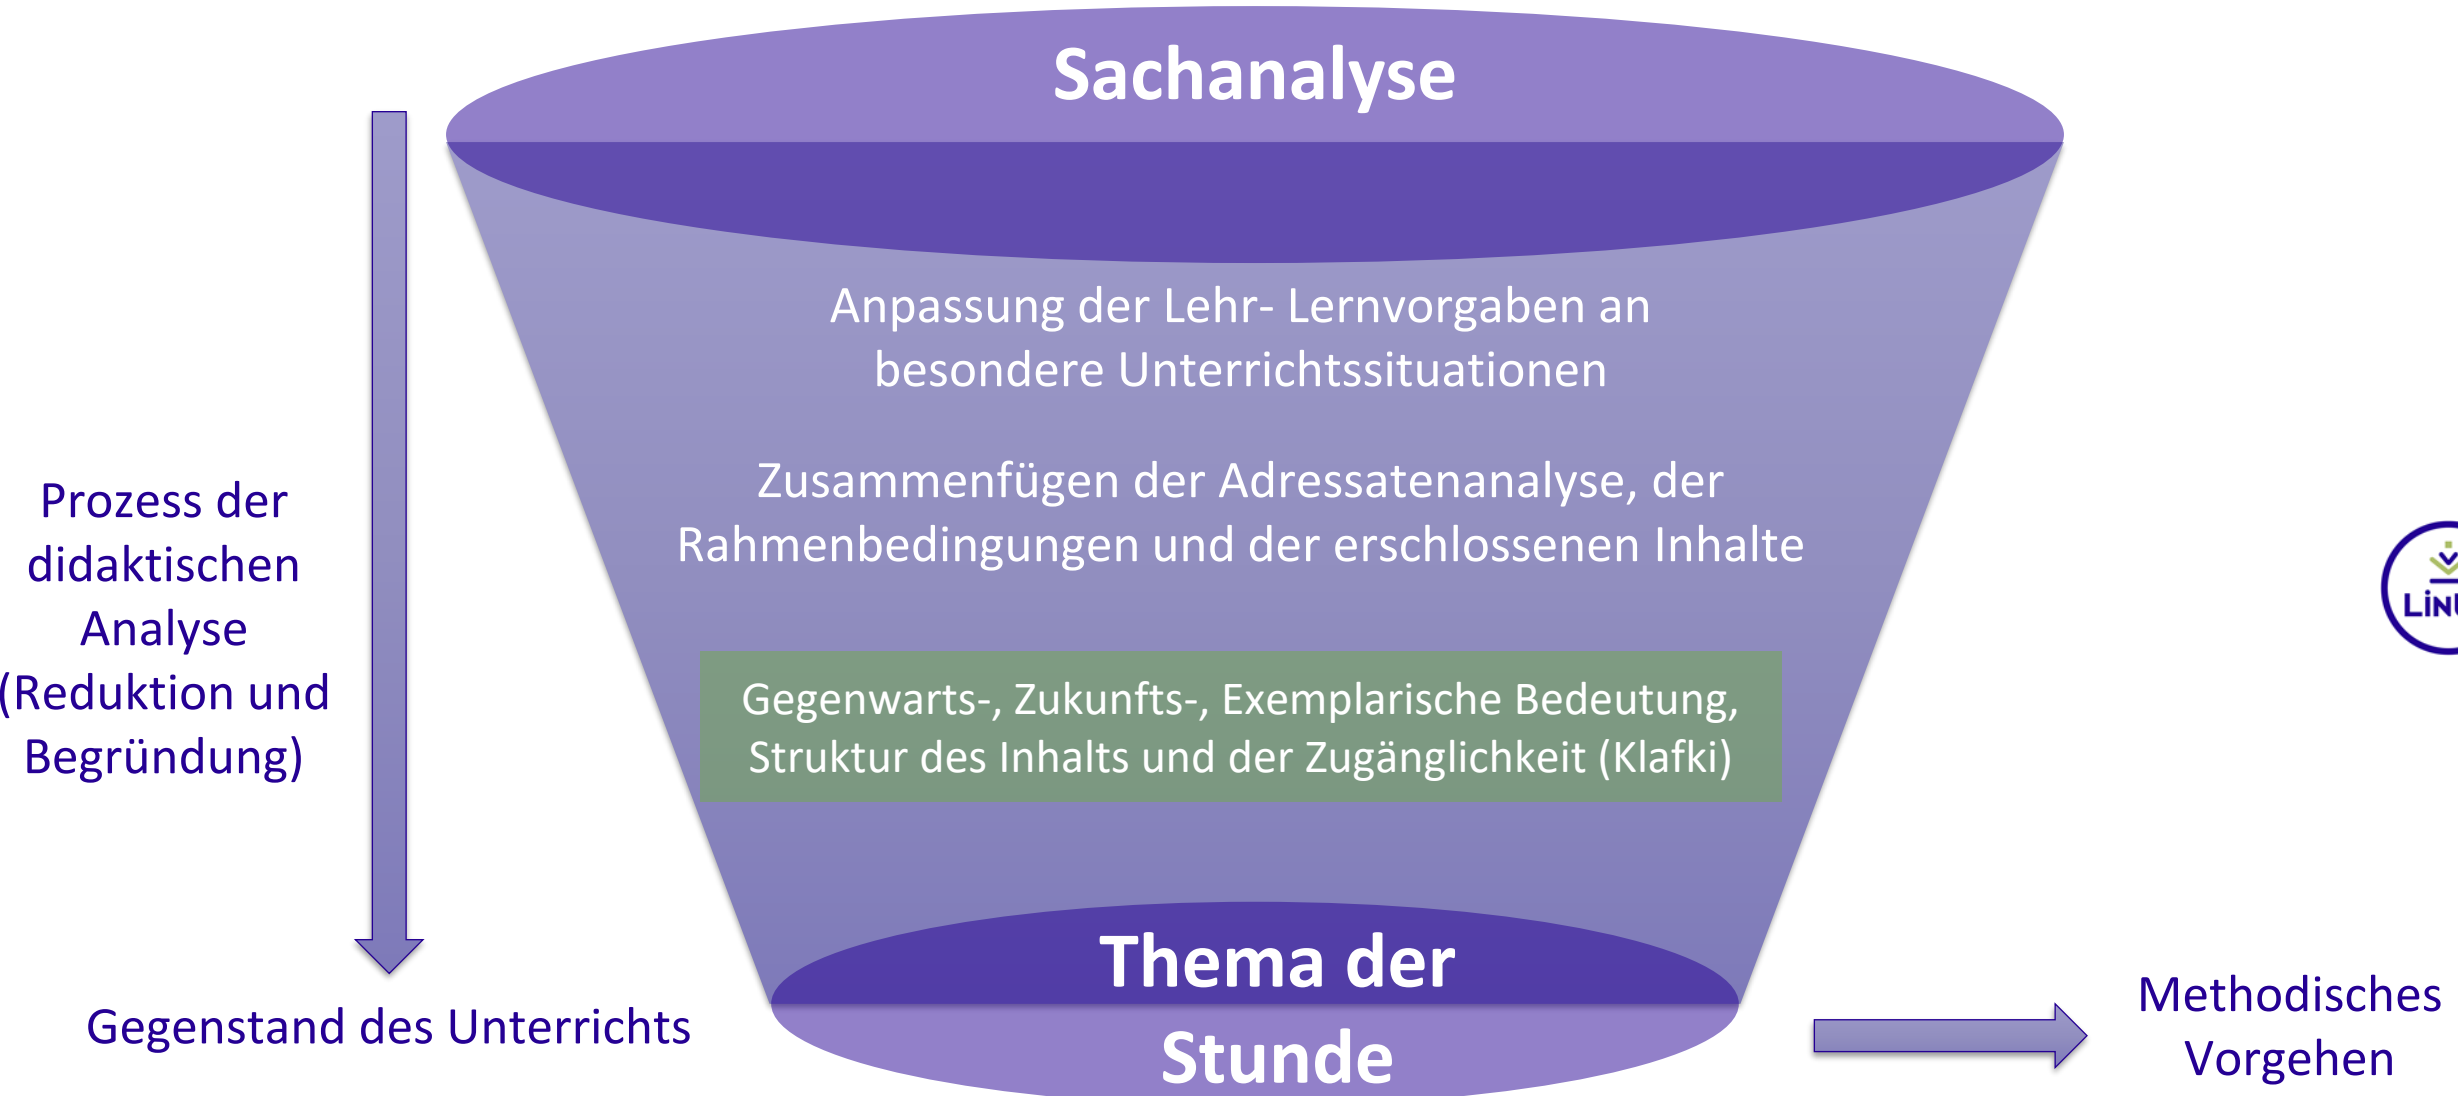 Sachanalyse
Anpassung der Lehr- Lernvorgaben an
besondere Unterrichtssituationen
Zusammenfügen der Adressatenanalyse, der
Rahmenbedingungen und der erschlossenen Inhalte
Prozess der
didaktischen
Analyse
(Reduktion und
Begründung)
Gegenwarts-, Zukunfts-, Exemplarische Bedeutung,
Struktur des Inhalts und der Zugänglichkeit (Klafki)
Thema der
Stunde
Gegenstand des Unterrichts
Methodisches
Vorgehen